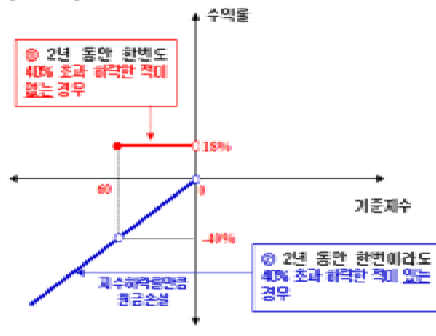 수익률
② 2년 동안 한번도
40% 초과 하락한 적이
없는 경우
18%
60
0
기준지수
-40%
지수하락률만큼
원금손실
② 2년 동안 한번이라도
40% 초과 하락한 적이 있는
경우